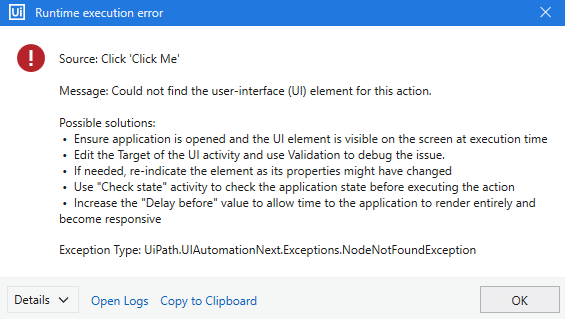 Ui Runtime execution error
Source: Click 'Click Me'
Message: Could not find the user-interface (UI) element for this action.
Possible solutions:
• Ensure application is opened and the UI element is visible on the screen at execution time
• Edit the Target of the UI activity and use Validation to debug the issue.
• If needed, re-indicate the element as its properties might have changed
• Use "Check state" activity to check the application state before executing the action
• Increase the "Delay before" value to allow time to the application to render entirely and
become responsive
Exception Type: UiPath.UIAutomationNext.Exceptions.NodeNotFoundException
Details Open Logs Copy to Clipboard OK